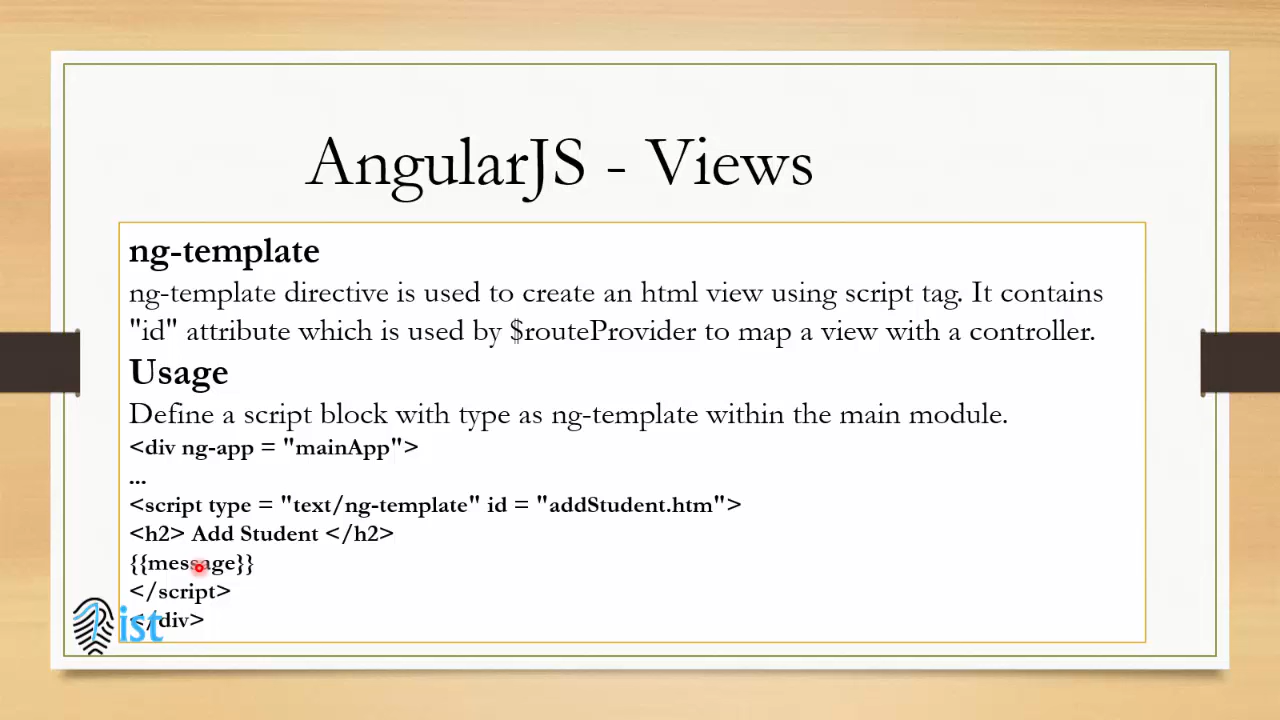 AngularJS - Views
ng-template
ng-template directive is used to create an html view using script tag. It contains
"id" attribute which is used by $routeProvider to map a view with a controller.
Usage
Define a script block with type as ng-template within the main module.
<div ng-app = "mainApp">
...
<script type = "text/ng-template" id = "addStudent.htm">
<h2> Add Student </h2>
{{message}}
</script>
</div>
ist